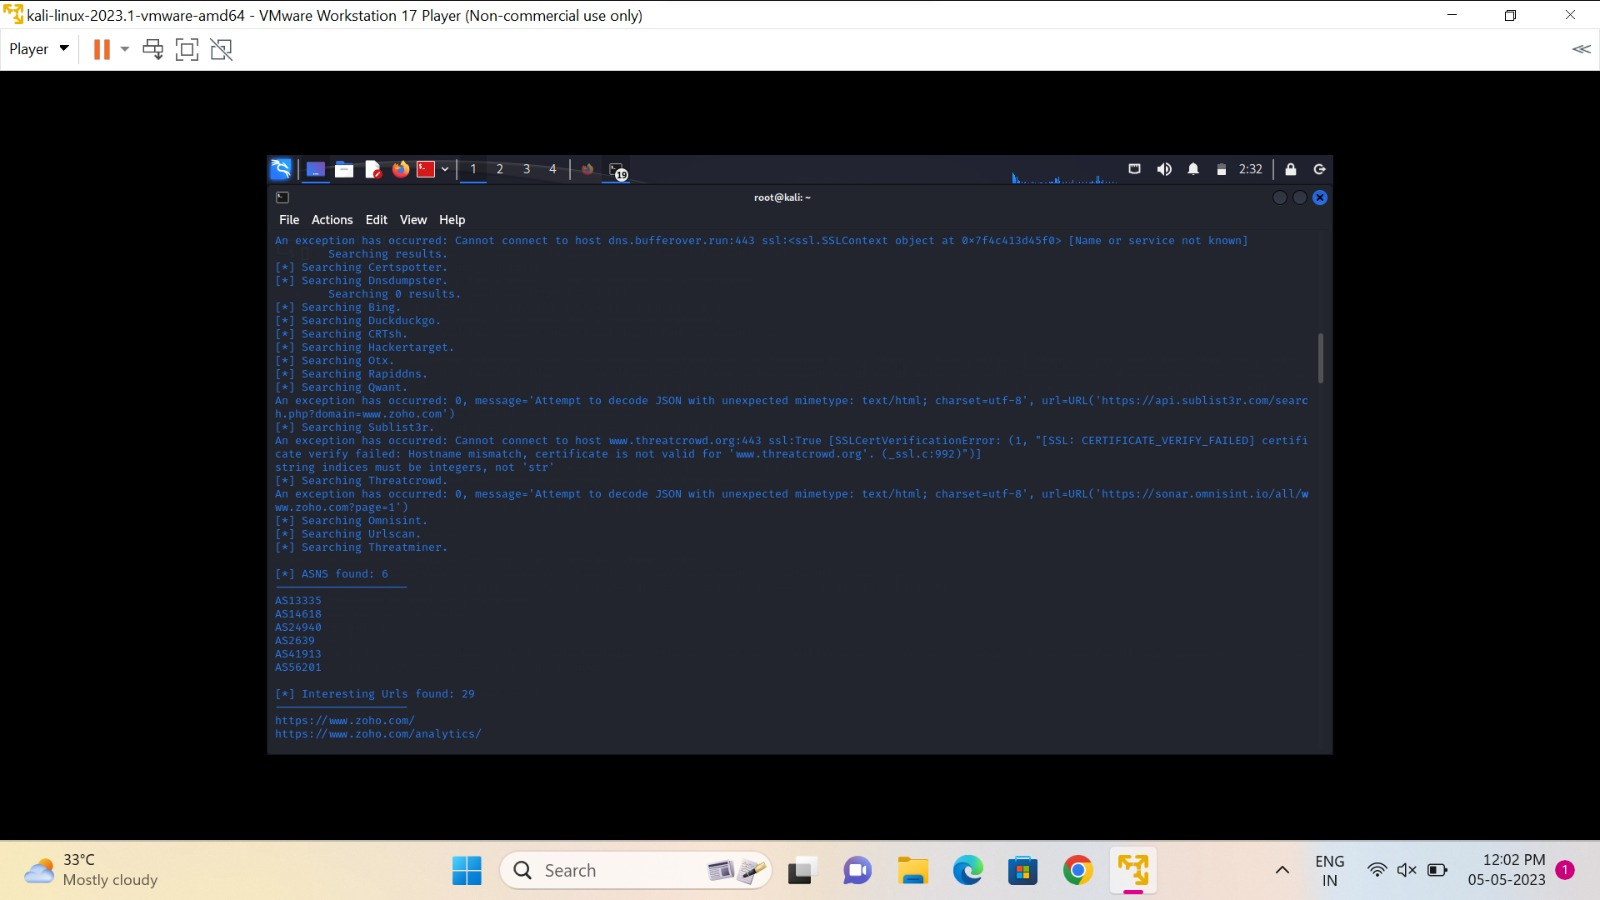 kali-linux-2023.1-vmware-amd64 - VMware Workstation 17 Player (Non-commercial use only)
Player
1 2 3 4 19 2:32
root@kali: ~
File Actions Edit View Help
An exception has occurred: Cannot connect to host dns.bufferover.run:443 ssl:<ssl.SSLContext object at 0x7f4c413d45f0> [Name or service not known]
Searching results.
[*] Searching Certspotter.
[*] Searching Dnsdumpster.
Searching 0 results.
[*] Searching Bing.
[*] Searching Duckduckgo.
[*] Searching CRTsh.
[*] Searching Hackertarget.
[*] Searching Otx.
[*] Searching Rapiddns.
[*] Searching Qwant.
An exception has occurred: 0, message='Attempt to decode JSON with unexpected mimetype: text/html; charset=utf-8', url=URL('https://api.sublist3r.com/searc
h.php?domain=www.zoho.com')
[*] Searching Sublist3r.
An exception has occurred: Cannot connect to host www.threatcrowd.org:443 ssl:True [SSLCertVerificationError: (1, "[SSL: CERTIFICATE_VERIFY_FAILED] certifi
cate verify failed: Hostname mismatch, certificate is not valid for 'www.threatcrowd.org'. (_ssl.c:992)")]
string indices must be integers, not 'str'
[*] Searching Threatcrowd.
An exception has occurred: 0, message='Attempt to decode JSON with unexpected mimetype: text/html; charset=utf-8', url=URL('https://sonar.omnisint.io/all/w
ww.zoho.com?page=1')
[*] Searching Omnisint.
[*] Searching Urlscan.
[*] Searching Threatminer.
[*] ASNS found: 6
AS13335
AS14618
AS24940
AS2639
AS41913
AS56201
[*] Interesting Urls found: 29
https://www.zoho.com/
https://www.zoho.com/analytics/
33°C
Mostly cloudy
Search
ENG
IN
12:02 PM
05-05-2023
1